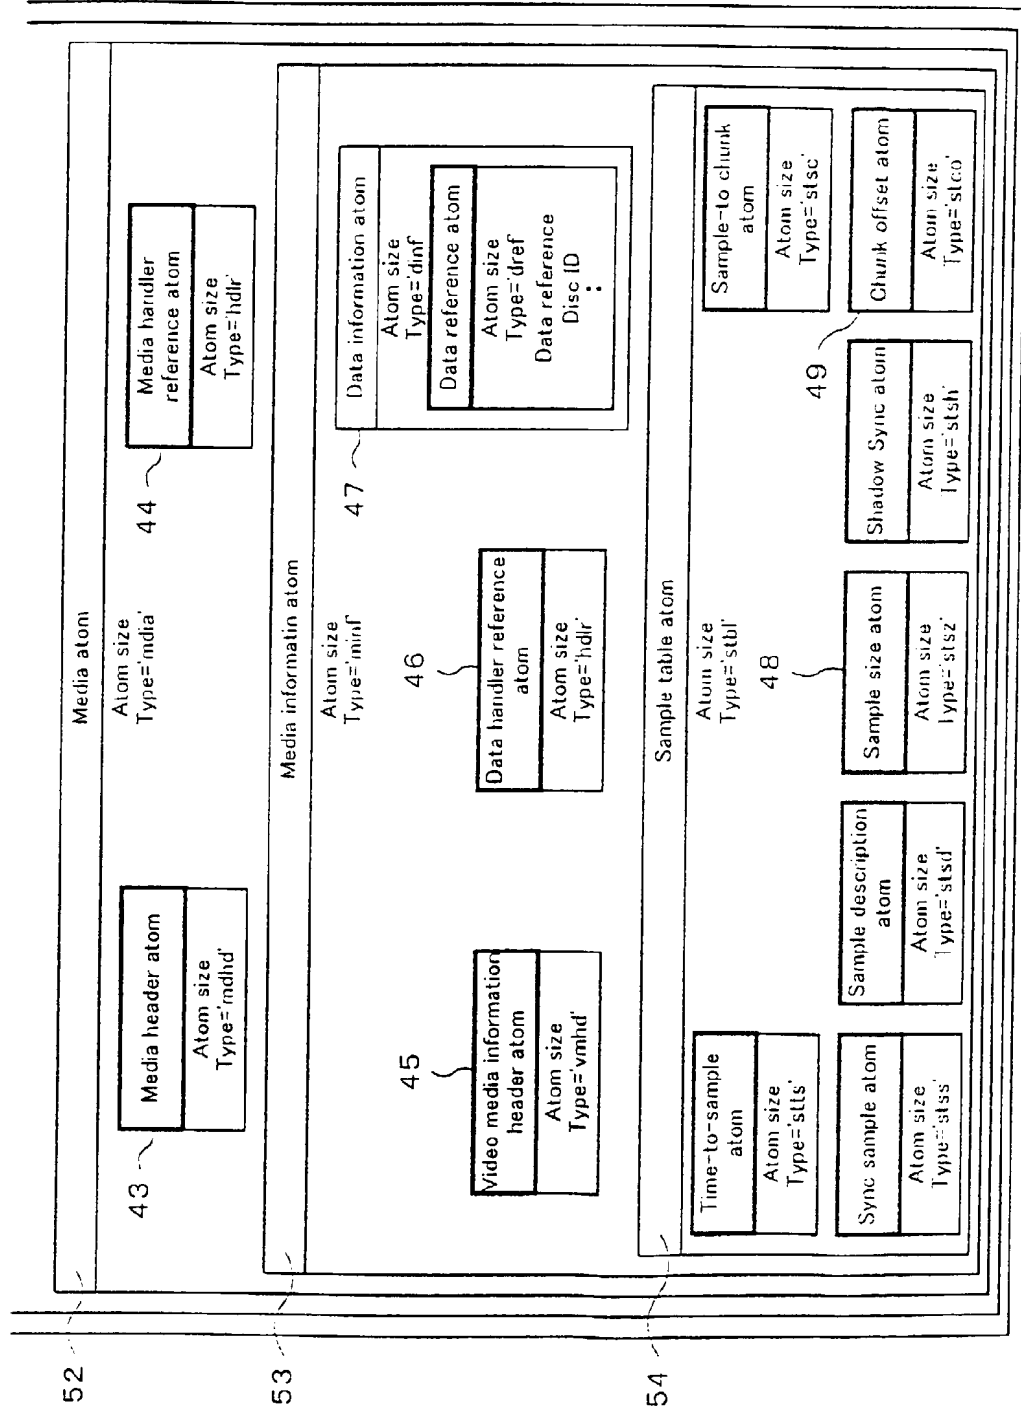 52
Media atom
Atom size
Type='mdia'
43
Media header atom
Atom size
Type='mdhd'
44
Media handler
reference atom
Atom size
Type='hdlr'
53
Media informatin atom
Atom size
Type='minf'
45
Video media information
header atom
Atom size
Type='vmhd'
46
Data handler reference
atom
Atom size
Type='hdlr'
47
Data information atom
Atom size
Type='dinf'
Data reference atom
Atom size
Type='dref'
Data reference
Disc ID
⋮
54
Sample table atom
Atom size
Type='stbl'
Time-to-sample
atom
Atom size
Type='stts'
Sample-to chunk
atom
Atom size
Type='stsc'
Sync sample atom
Atom size
Type='stss'
Sample description
atom
Atom size
Type='stsd'
48
Sample size atom
Atom size
Type='stsz'
Shadow Sync atom
Atom size
Type='stsh'
49
Chunk offset atom
Atom size
Type='stco'